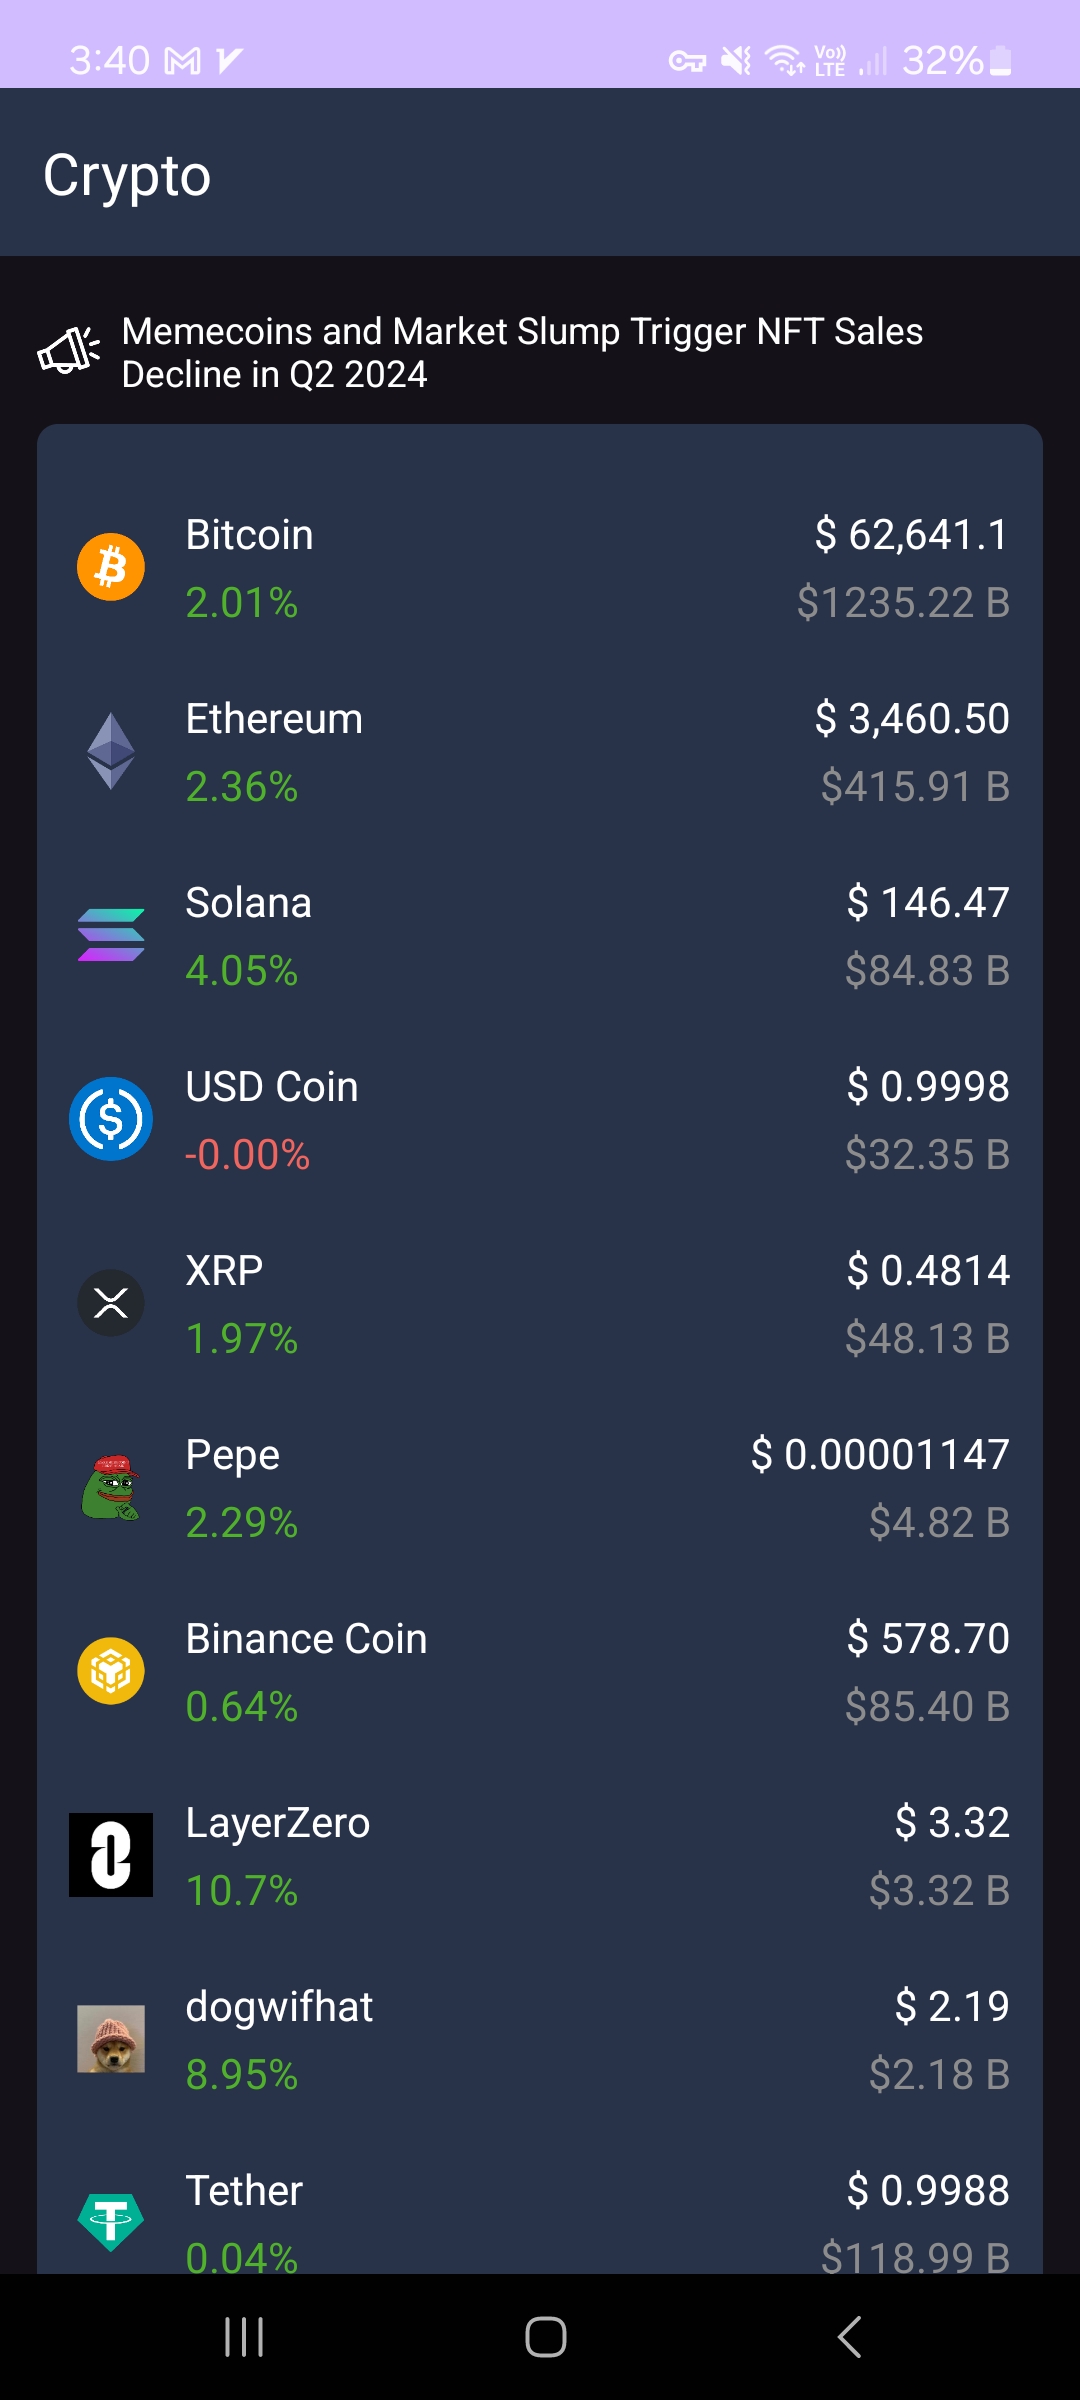 3:40
Vo))
LTE
32%
Crypto
Memecoins and Market Slump Trigger NFT Sales
Decline in Q2 2024
Bitcoin
$ 62,641.1
2.01%
$1235.22 B
Ethereum
$ 3,460.50
2.36%
$415.91 B
Solana
$ 146.47
4.05%
$84.83 B
USD Coin
$ 0.9998
-0.00%
$32.35 B
XRP
$ 0.4814
1.97%
$48.13 B
Pepe
$ 0.00001147
2.29%
$4.82 B
Binance Coin
$ 578.70
0.64%
$85.40 B
LayerZero
$ 3.32
10.7%
$3.32 B
dogwifhat
$ 2.19
8.95%
$2.18 B
Tether
$ 0.9988
0.04%
$118.99 B